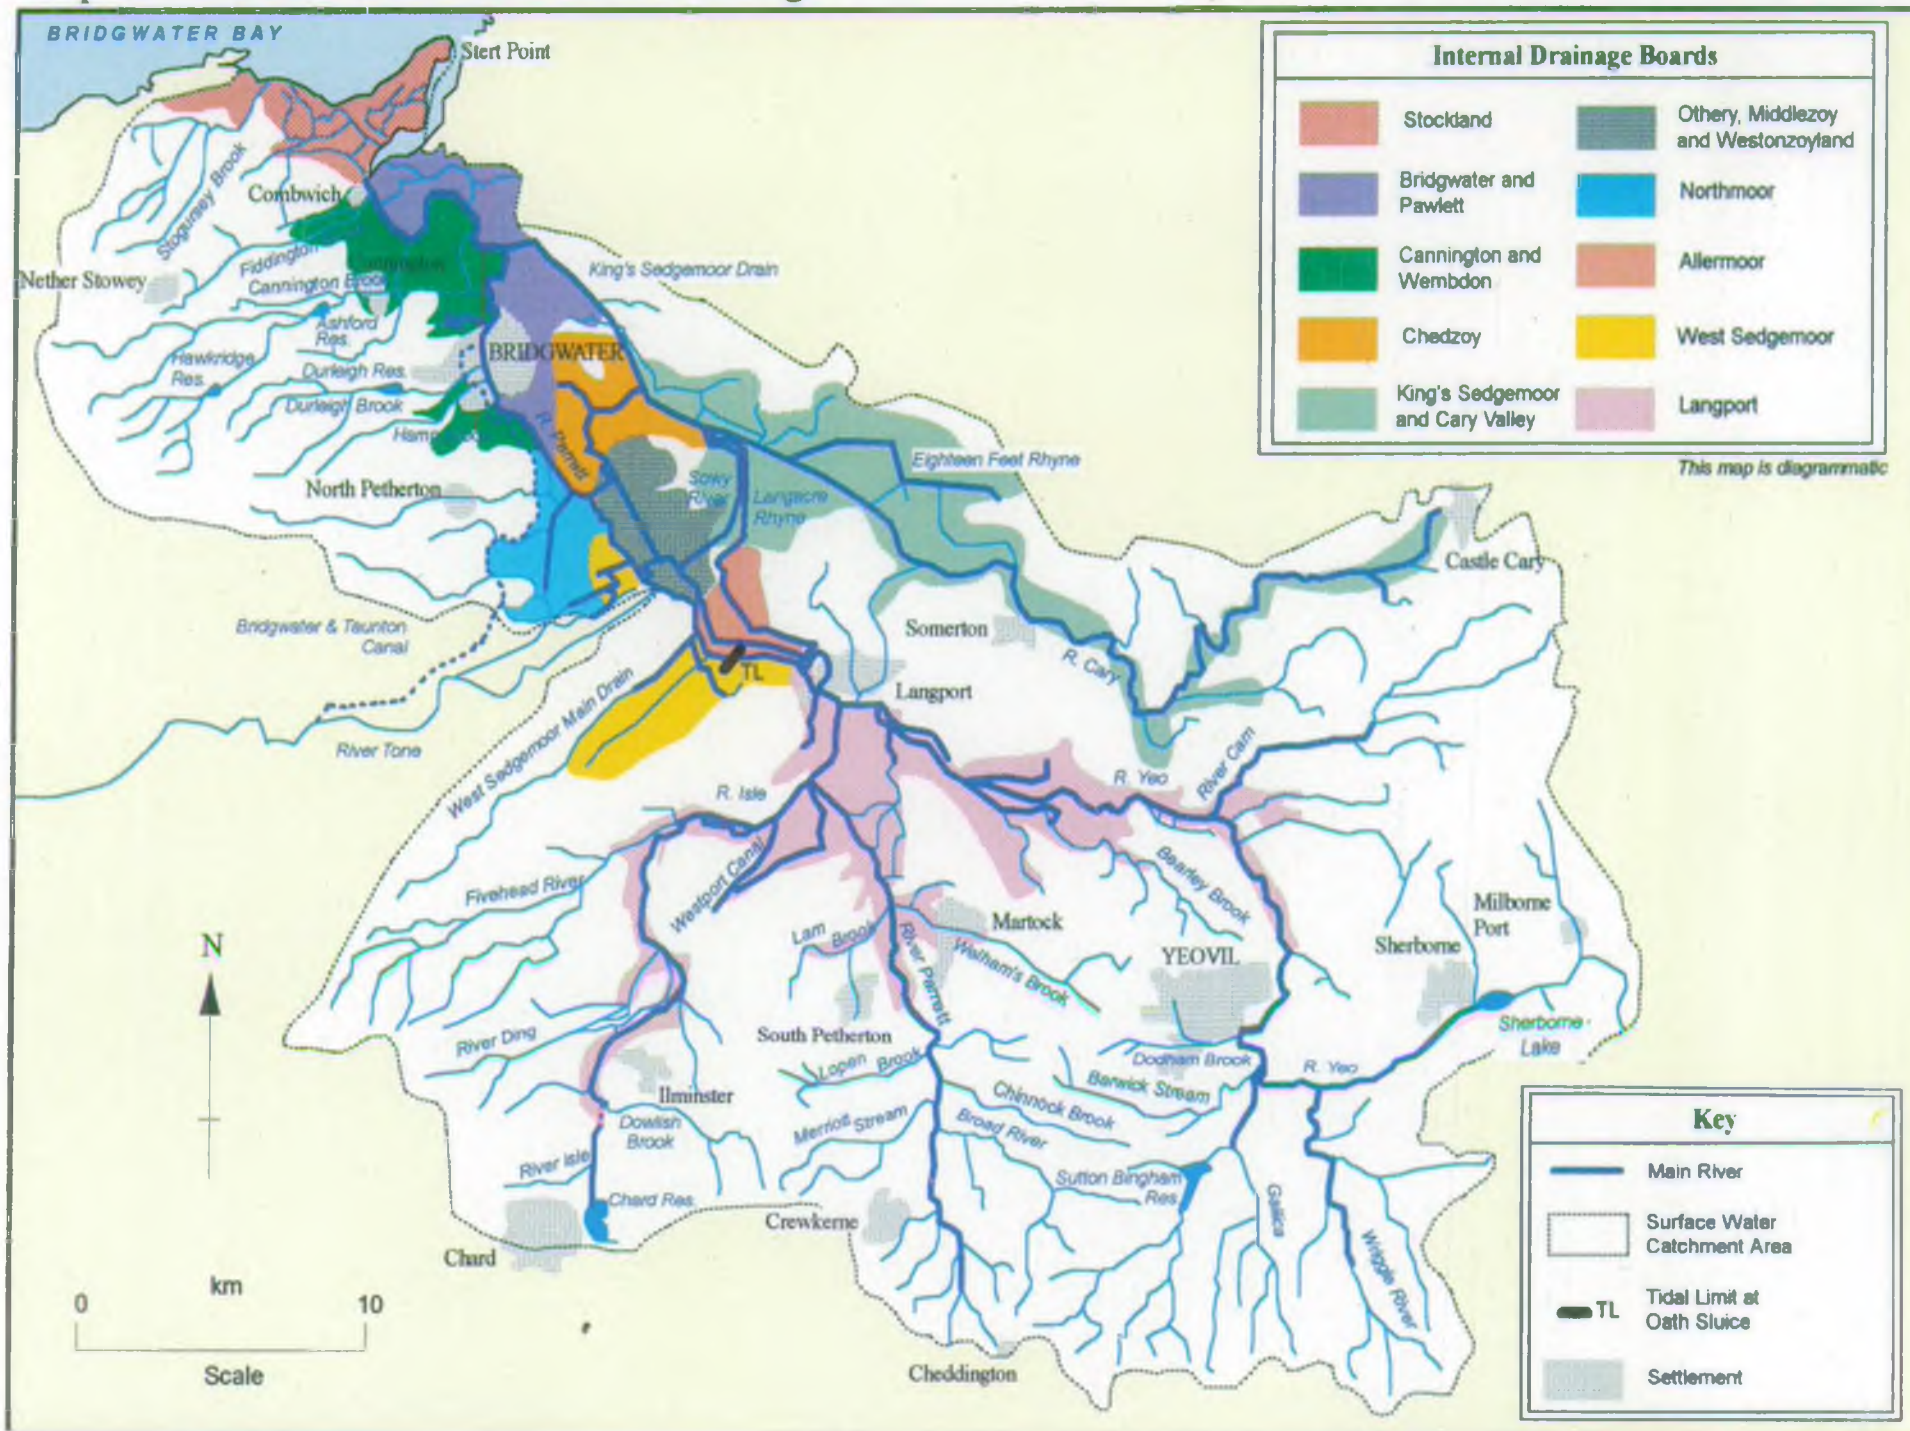 BRIDGWATER BAY
Stert Point
Internal Drainage Boards
Stockland
Othery, Middlezoy
and Westonzoyland
Bridgwater and
Pawlett
Northmoor
Cannington and
Wembdon
Allermoor
Chedzoy
West Sedgemoor
King's Sedgemoor
and Cary Valley
Langport
This map is diagrammatic
Stogursey Brook
Combwich
Fiddington
Cannington
Nether Stowey
Cannington Brook
King's Sedgemoor Drain
Ashford
Res.
Hawkridge
Res.
Durleigh Res.
BRIDGWATER
Durleigh Brook
R. Parrett
North Petherton
Sowy
River
Langacre
Rhyne
Eighteen Feet Rhyne
Castle Cary
Bridgwater & Taunton
Canal
Somerton
R. Cary
TL
Langport
West Sedgemoor Main Drain
River Tone
R. Isle
R. Yeo
River Cam
Westport Canal
Fivehead River
Bearley Brook
Lam
Brook
River Parrett
Martock
Walham's Brook
YEOVIL
Sherborne
Milborne
Port
N
River Ding
South Petherton
Lopen Brook
Dodham Brook
R. Yeo
Sherborne
Lake
Ilminster
Barwick Stream
Chinnock Brook
Dowlish
Brook
Merriott Stream
Broad River
River Isle
Chard Res.
Sutton Bingham
Res.
Crewkerne
Chard
Wriggle River
Cheddington
km
0 10
Scale
Key
Main River
Surface Water
Catchment Area
TL
Tidal Limit at
Oath Sluice
Settlement